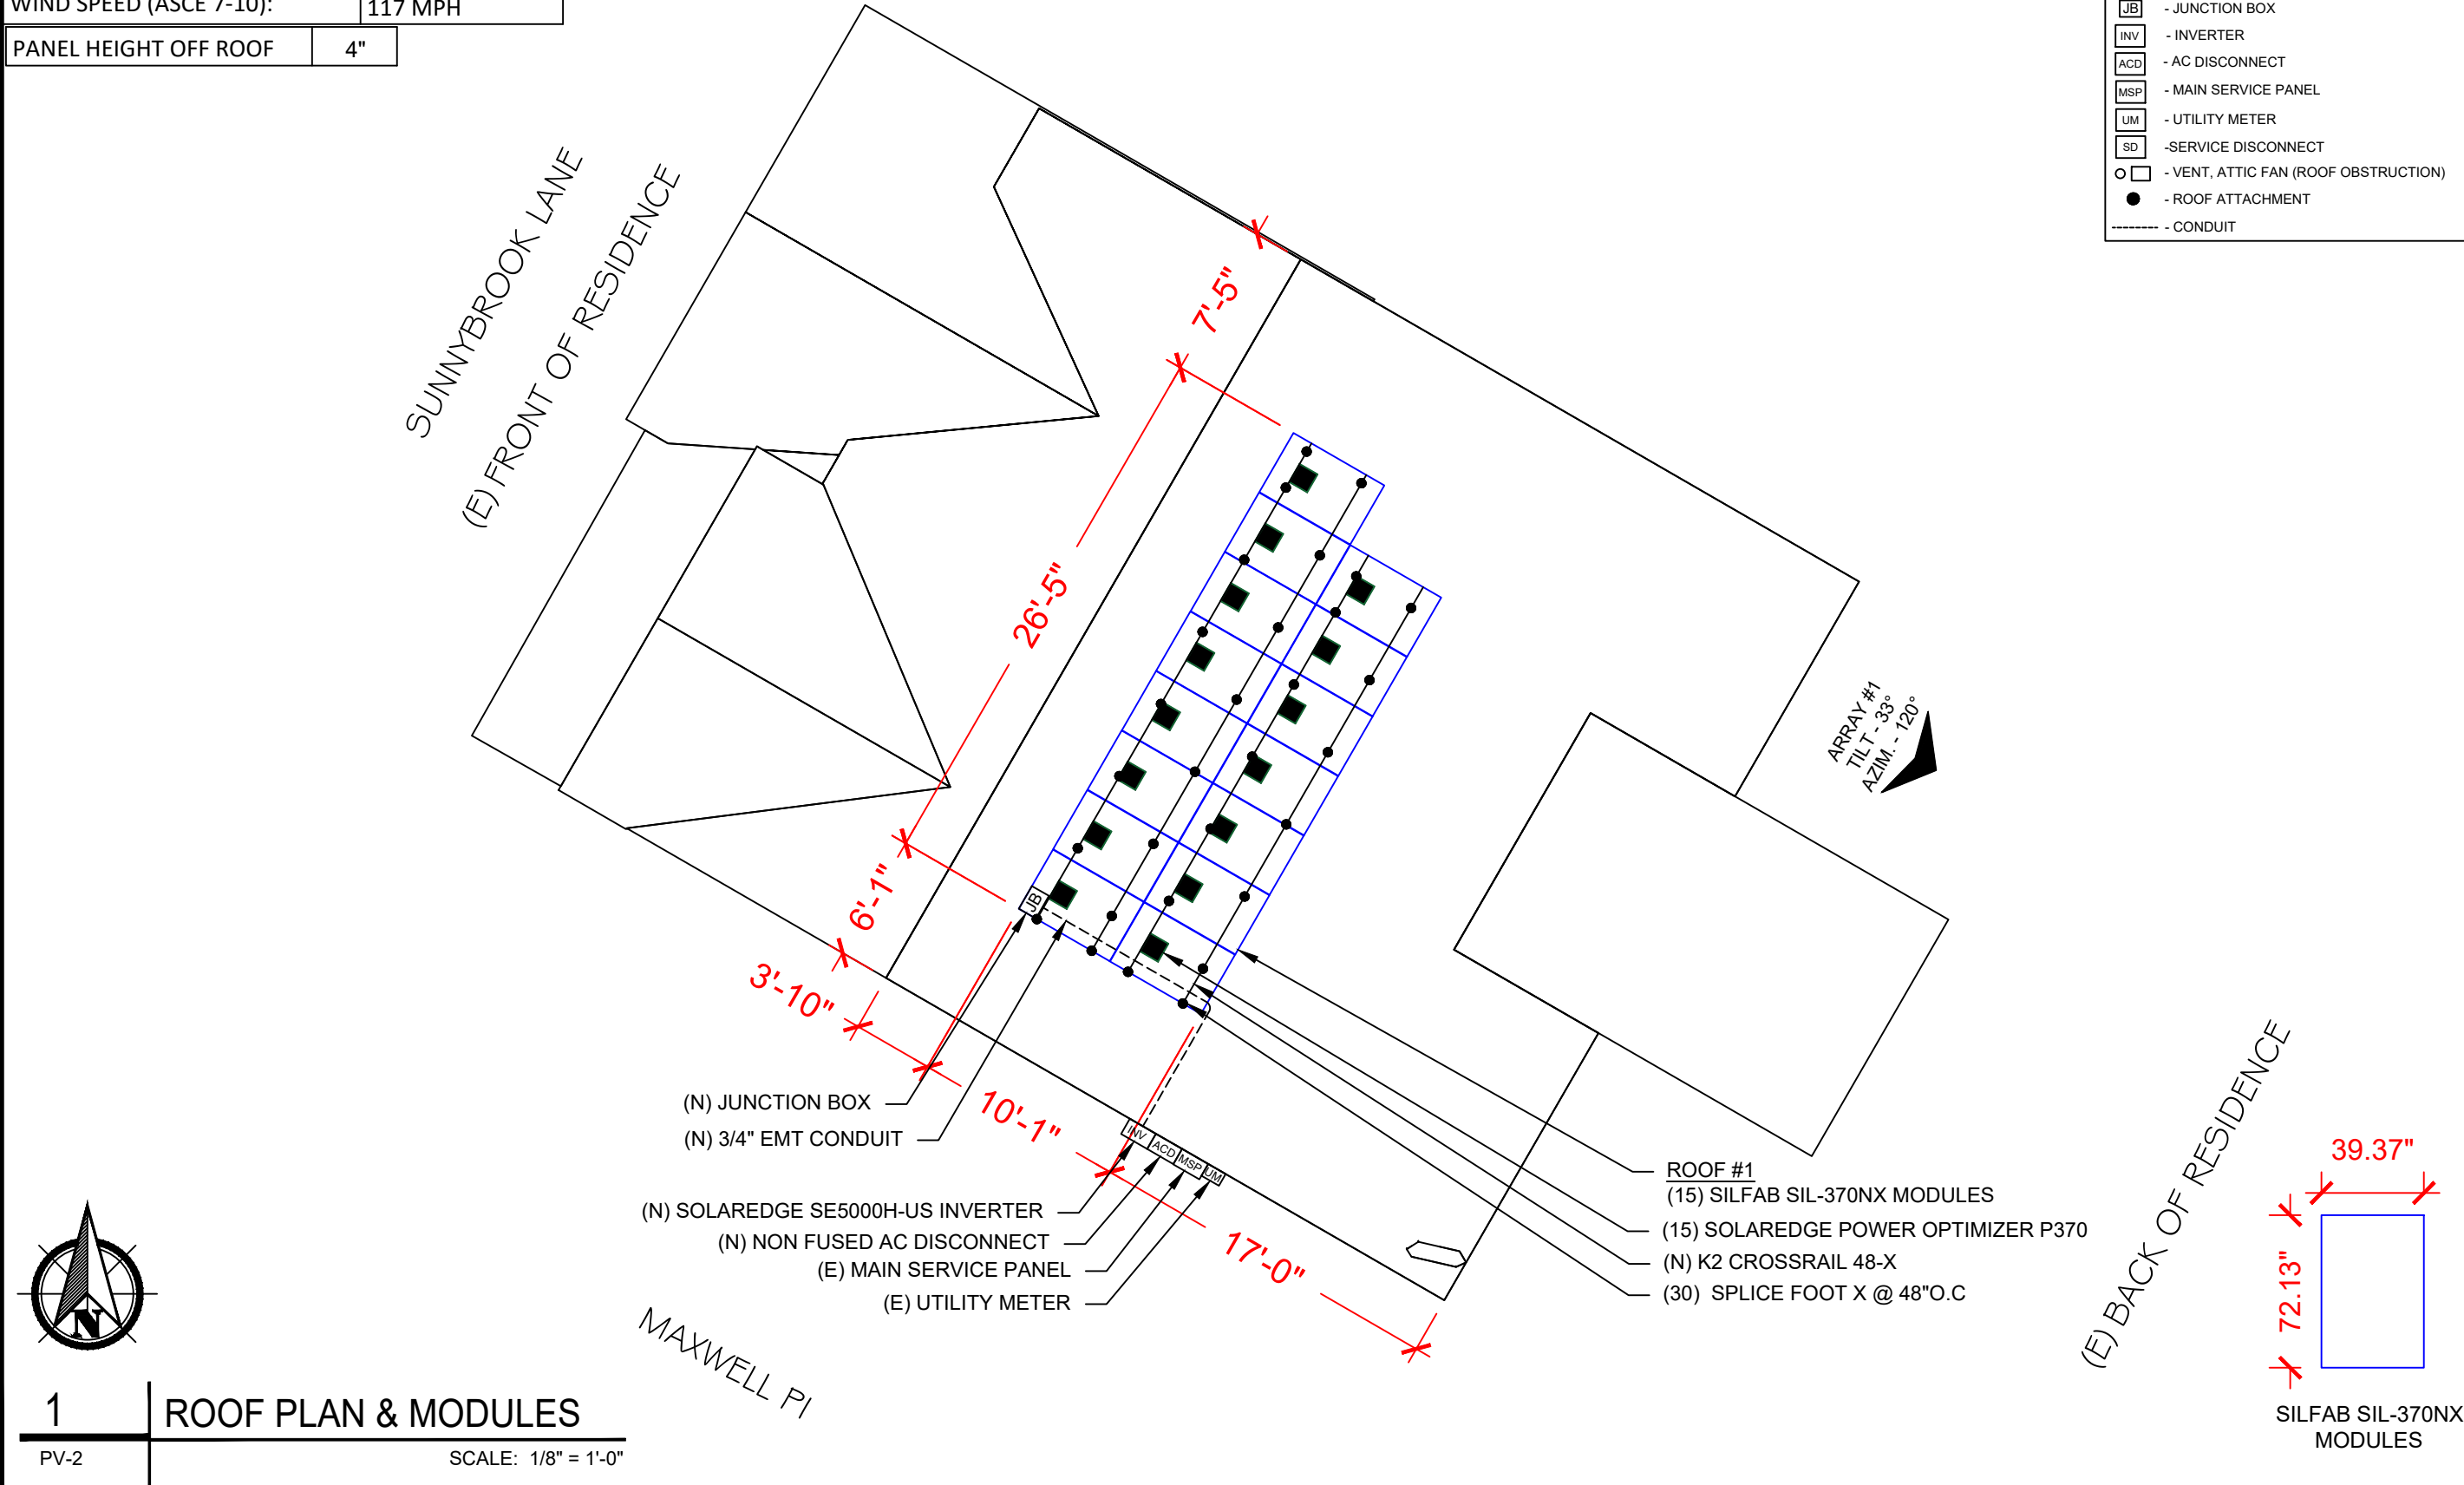 WIND SPEED (ASCE 7-10): 117 MPH
PANEL HEIGHT OFF ROOF 4"
JB - JUNCTION BOX
INV - INVERTER
ACD - AC DISCONNECT
MSP - MAIN SERVICE PANEL
UM - UTILITY METER
SD -SERVICE DISCONNECT
- VENT, ATTIC FAN (ROOF OBSTRUCTION)
- ROOF ATTACHMENT
- CONDUIT
SUNNYBROOK LANE
(E) FRONT OF RESIDENCE
7'-5"
26'-5"
6'-1"
3'-10"
10'-1"
17'-0"
ARRAY #1
TILT - 33°
AZIM. - 120°
JB
INV
ACD
MSP
UM
(N) JUNCTION BOX
(N) 3/4" EMT CONDUIT
(N) SOLAREDGE SE5000H-US INVERTER
(N) NON FUSED AC DISCONNECT
(E) MAIN SERVICE PANEL
(E) UTILITY METER
ROOF #1
(15) SILFAB SIL-370NX MODULES
(15) SOLAREDGE POWER OPTIMIZER P370
(N) K2 CROSSRAIL 48-X
(30) SPLICE FOOT X @ 48"O.C
MAXWELL Pl
(E) BACK OF RESIDENCE
39.37"
72.13"
SILFAB SIL-370NX
MODULES
N
1
ROOF PLAN & MODULES
PV-2
SCALE: 1/8" = 1'-0"